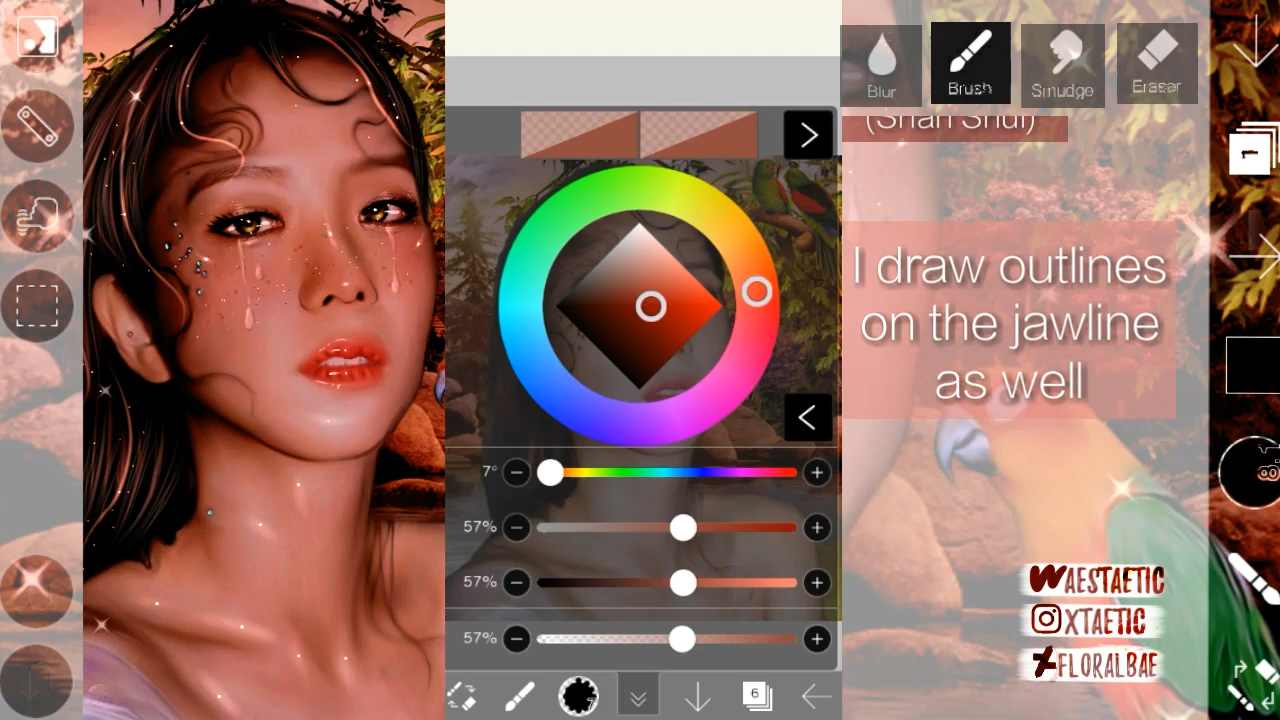 Blur
Brush
Smudge
Eraser
(Shan Shui)
I draw outlines
on the jawline
as well
7°
57%
57%
57%
6
WAESTAETIC
XTAETIC
FLORALBAE